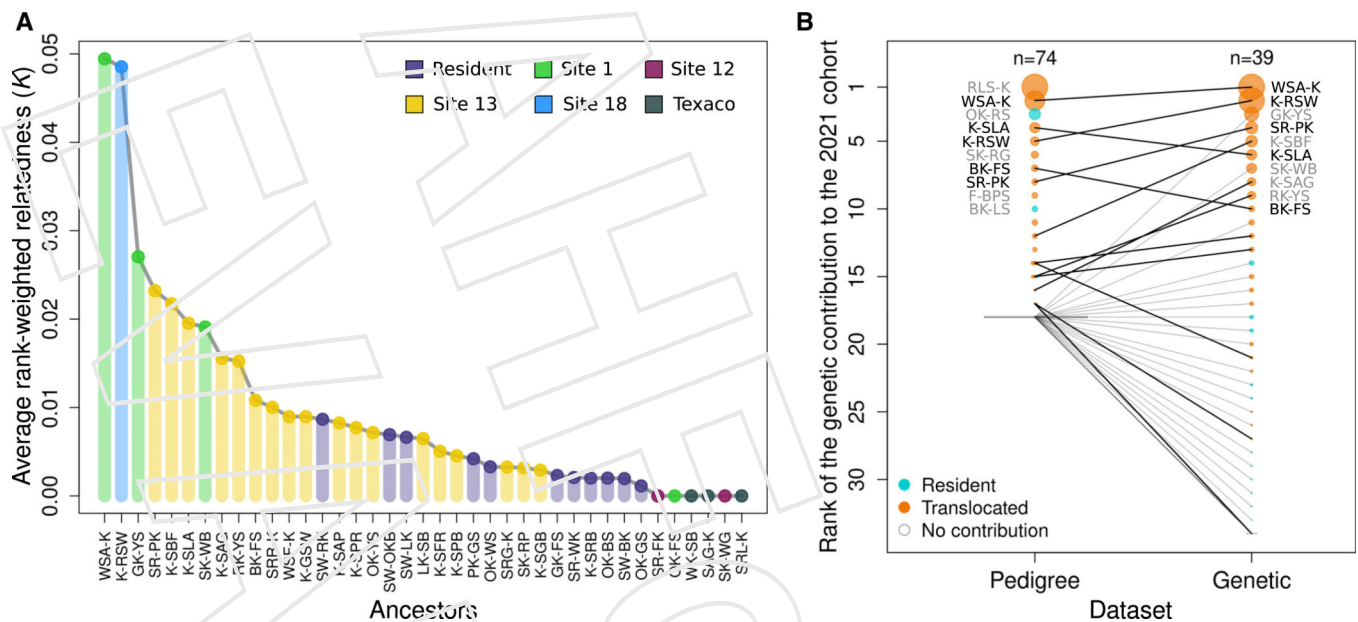 A
Average rank-weighted relatedness (K)
0.05
0.04
0.03
0.02
0.01
0.00
Resident
Site 1
Site 12
Site 13
Site 18
Texaco
WSA-K
K-RSW
GK-YS
SR-PK
K-SBF
K-SLA
SK-WB
K-SAG
RK-YS
BK-FS
SRP-K
WSF-K
K-GSW
SW-RK
K-SAP
K-SPR
OK-YS
SW-OKG
SW-LK
LK-SB
K-SFR
K-SPB
PK-GS
OK-WS
SRG-K
SK-RP
K-SGB
GK-FS
SR-WK
K-SRB
OK-BS
SW-BK
OK-GS
SR-FK
OK-FS
WK-SB
SAG-K
SK-WG
SRL-K
Ancestors
B
Rank of the genetic contribution to the 2021 cohort
1
5
10
15
20
25
30
n=74
n=39
RLS-K
WSA-K
OK-RS
K-SLA
K-RSW
SK-RG
BK-FS
SR-PK
F-BPS
BK-LS
WSA-K
K-RSW
GK-YS
SR-PK
K-SBF
K-SLA
SK-WB
K-SAG
RK-YS
BK-FS
Resident
Translocated
No contribution
Pedigree
Genetic
Dataset